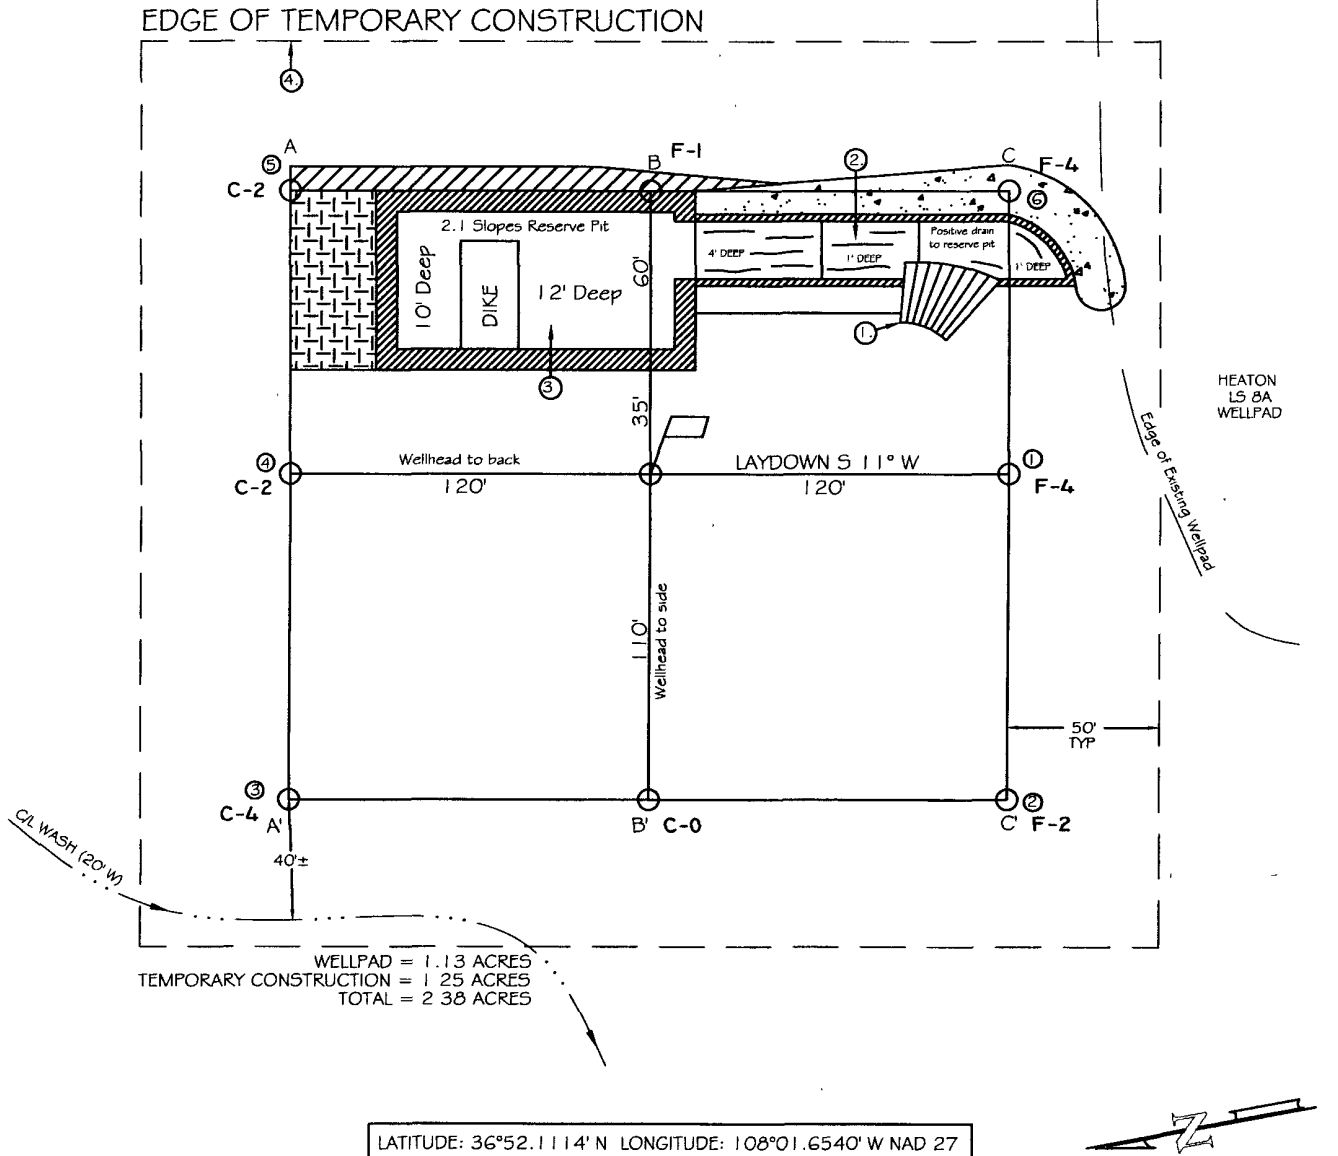 EDGE OF TEMPORARY CONSTRUCTION
4.
A
5
C-2
B
F-1
2.
C
F-4
6
2.1 Slopes Reserve Pit
10' Deep
DIKE
12' Deep
60'
4' DEEP
1' DEEP
Positive drain
to reserve pit
1' DEEP
1.
3
35'
HEATON
LS 8A
WELLPAD
Edge of Existing Wellpad
4
C-2
Wellhead to back
120'
LAYDOWN S 11° W
120'
1
F-4
110'
Wellhead to side
50'
TYP
3
C-4
A'
B'
C-0
C'
2
F-2
C/L WASH (20' W)
40'±
WELLPAD = 1.13 ACRES
TEMPORARY CONSTRUCTION = 1 25 ACRES
TOTAL = 2 38 ACRES
LATITUDE: 36°52.1114' N LONGITUDE: 108°01.6540' W NAD 27
N